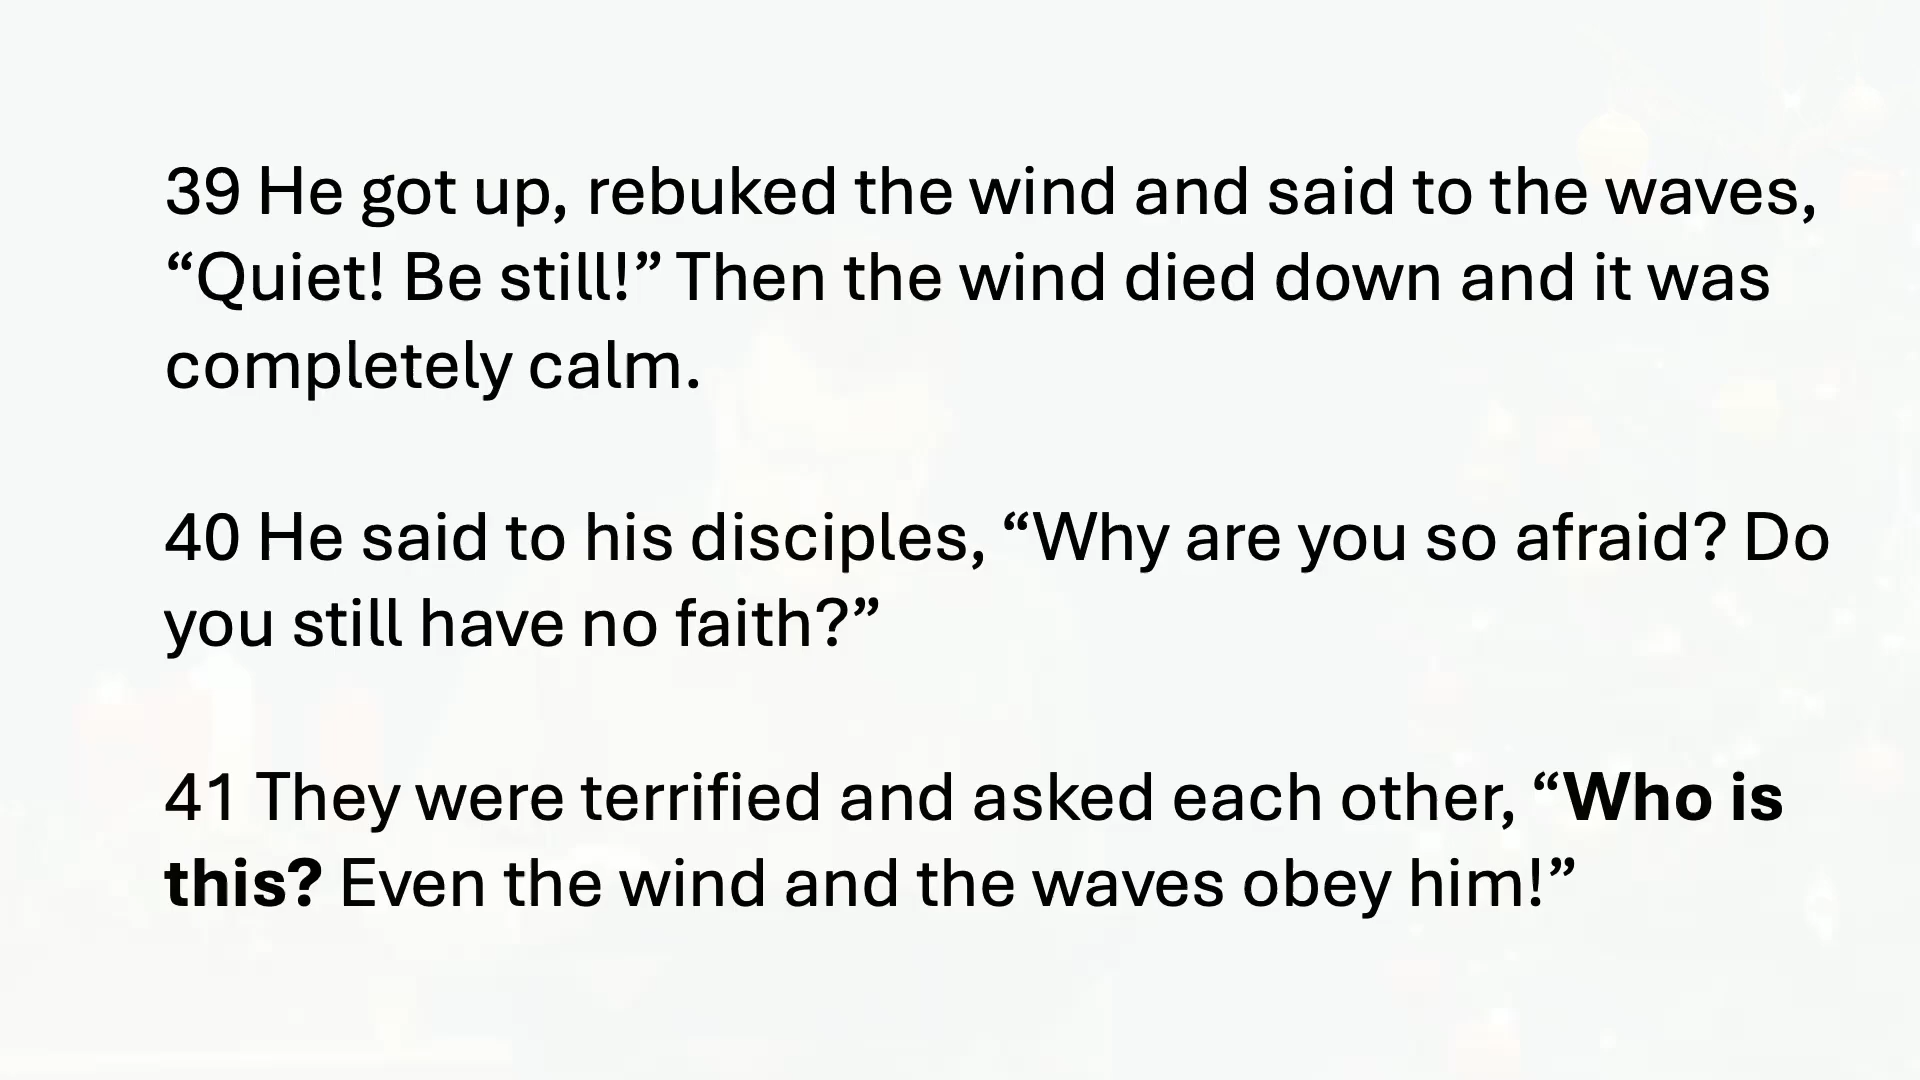 39 He got up, rebuked the wind and said to the waves,
“Quiet! Be still!” Then the wind died down and it was
completely calm.
40 He said to his disciples, “Why are you so afraid? Do
you still have no faith?”
41 They were terrified and asked each other, “Who is
this? Even the wind and the waves obey him!”